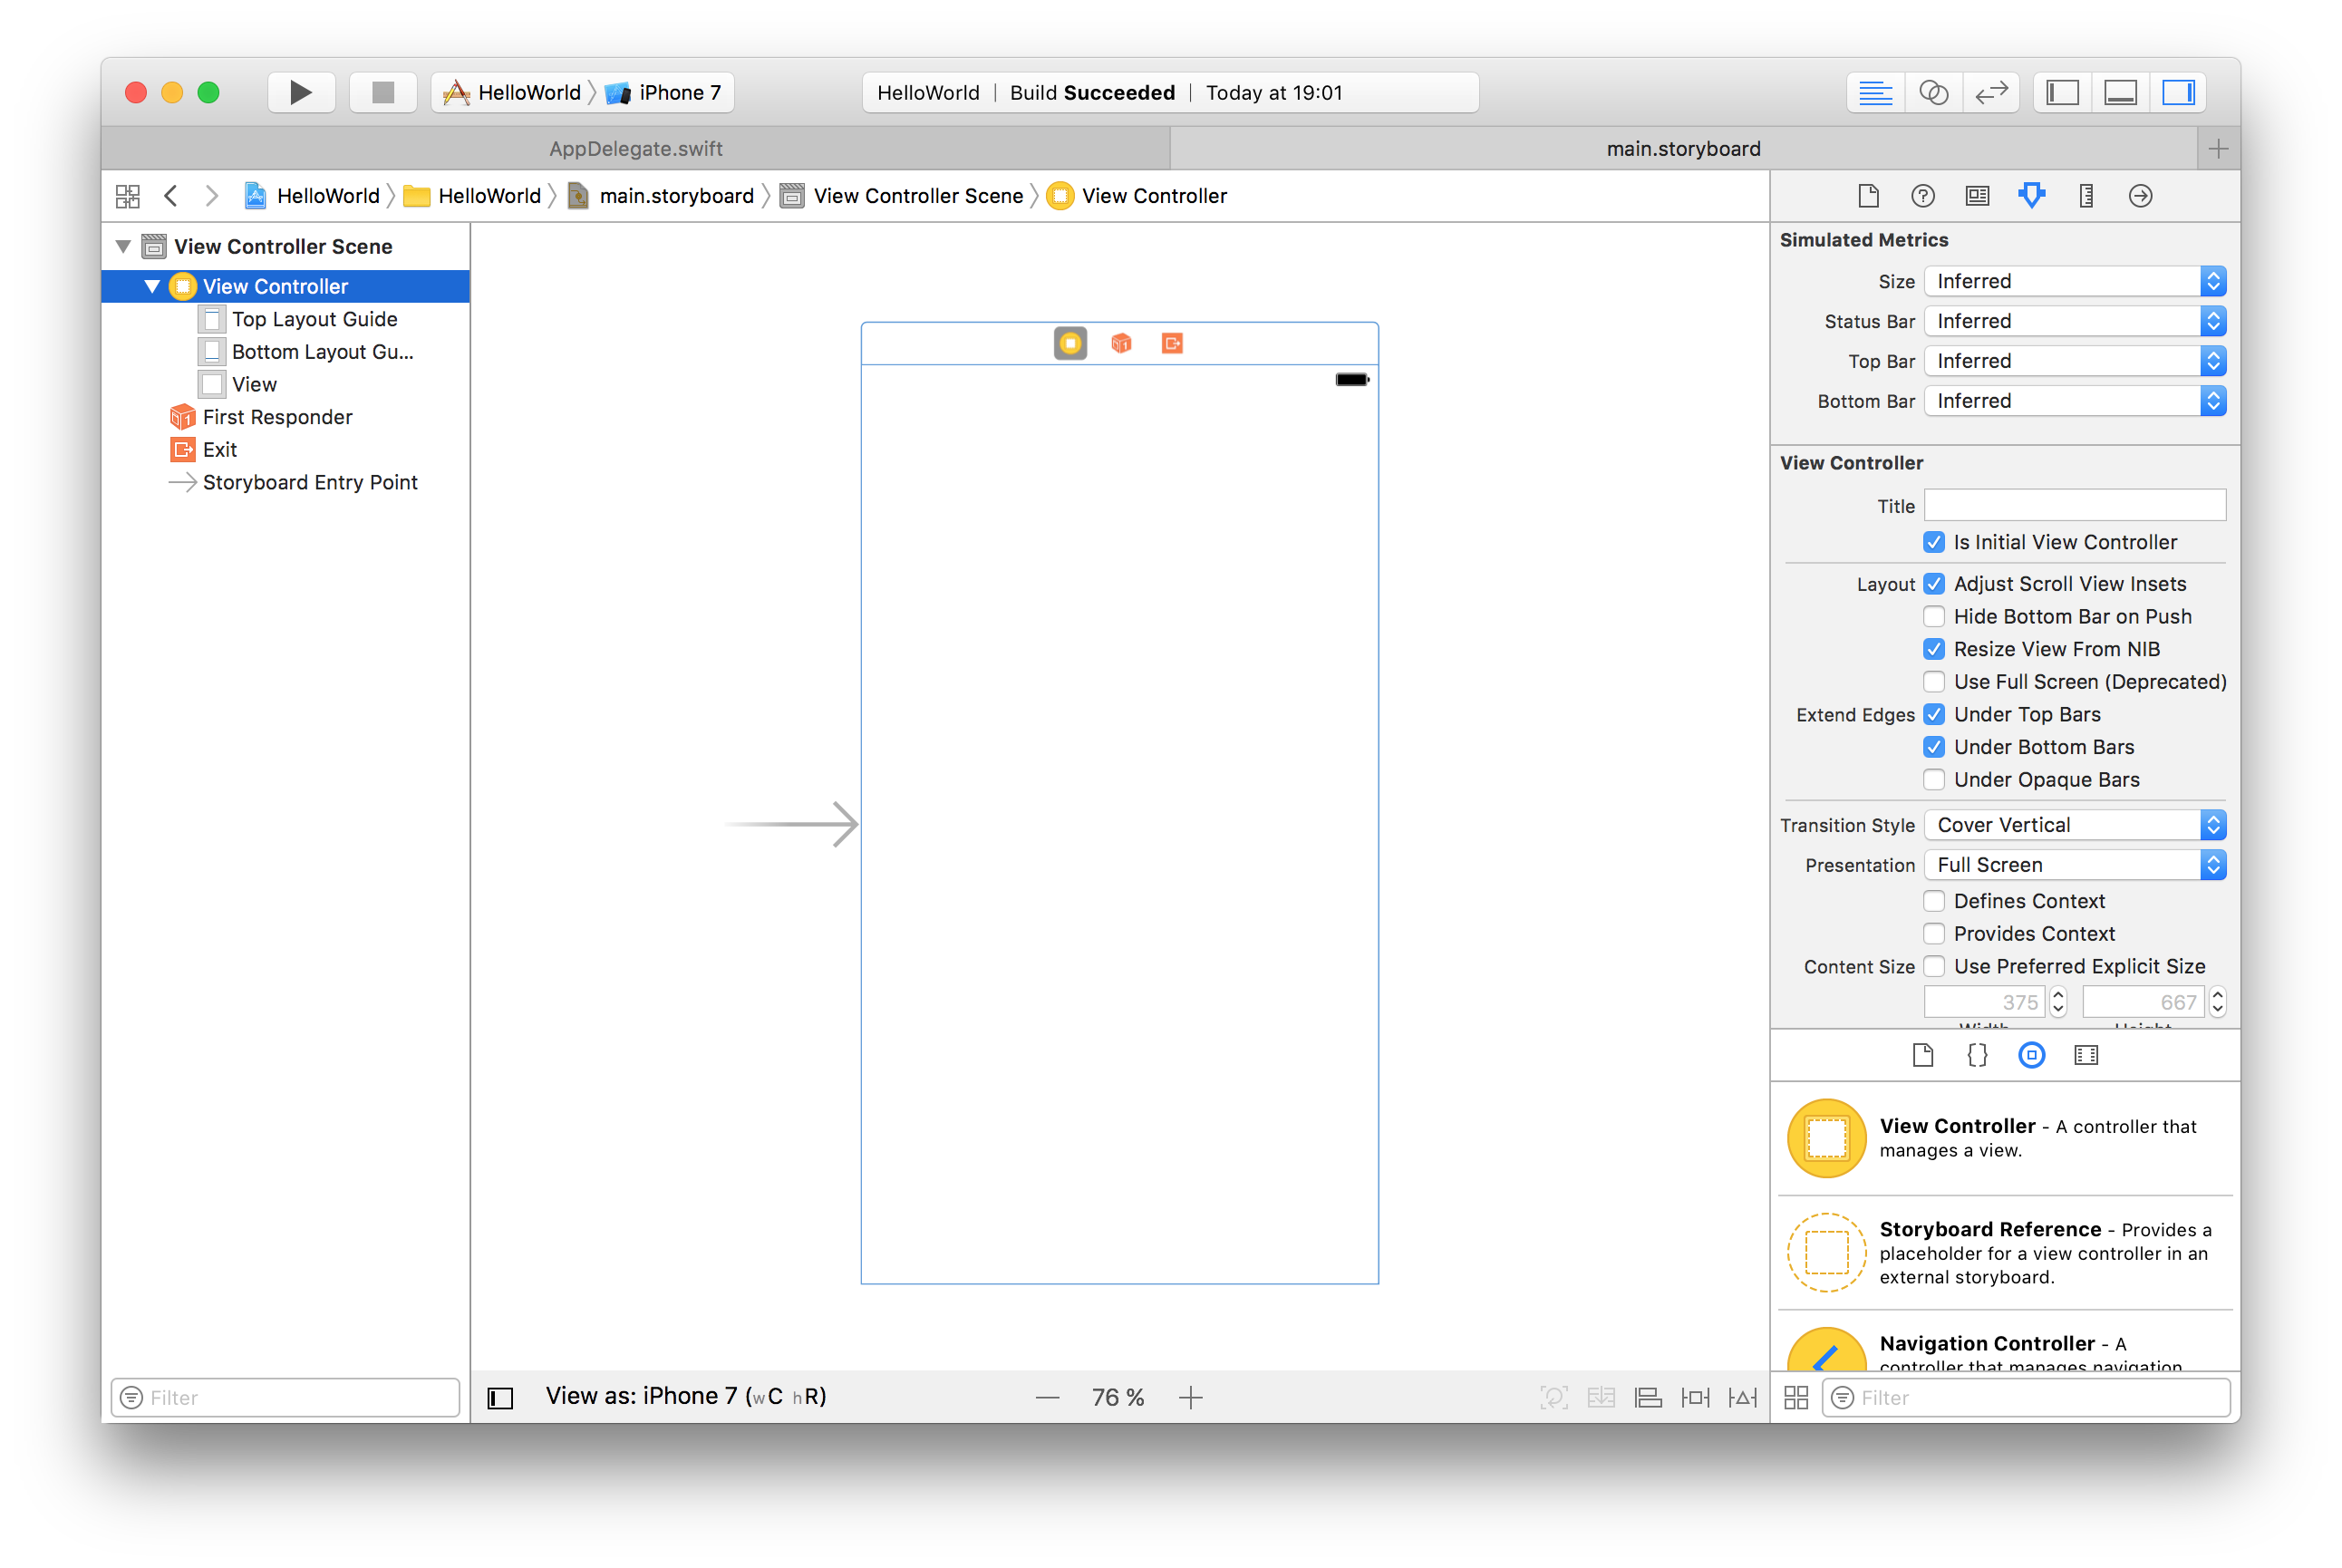 HelloWorld iPhone 7
HelloWorld | Build Succeeded | Today at 19:01
AppDelegate.swift
main.storyboard
HelloWorld HelloWorld main.storyboard View Controller Scene View Controller
View Controller Scene
View Controller
Top Layout Guide
Bottom Layout Gu...
View
First Responder
Exit
Storyboard Entry Point
Filter
View as: iPhone 7 (wC hR)
76 %
Simulated Metrics
Size Inferred
Status Bar Inferred
Top Bar Inferred
Bottom Bar Inferred
View Controller
Title
Is Initial View Controller
Layout Adjust Scroll View Insets
Hide Bottom Bar on Push
Resize View From NIB
Use Full Screen (Deprecated)
Extend Edges Under Top Bars
Under Bottom Bars
Under Opaque Bars
Transition Style Cover Vertical
Presentation Full Screen
Defines Context
Provides Context
Content Size Use Preferred Explicit Size
375 667
Width Height
{}
View Controller - A controller that
manages a view.
Storyboard Reference - Provides a
placeholder for a view controller in an
external storyboard.
Navigation Controller - A
controller that manages navigation
Filter